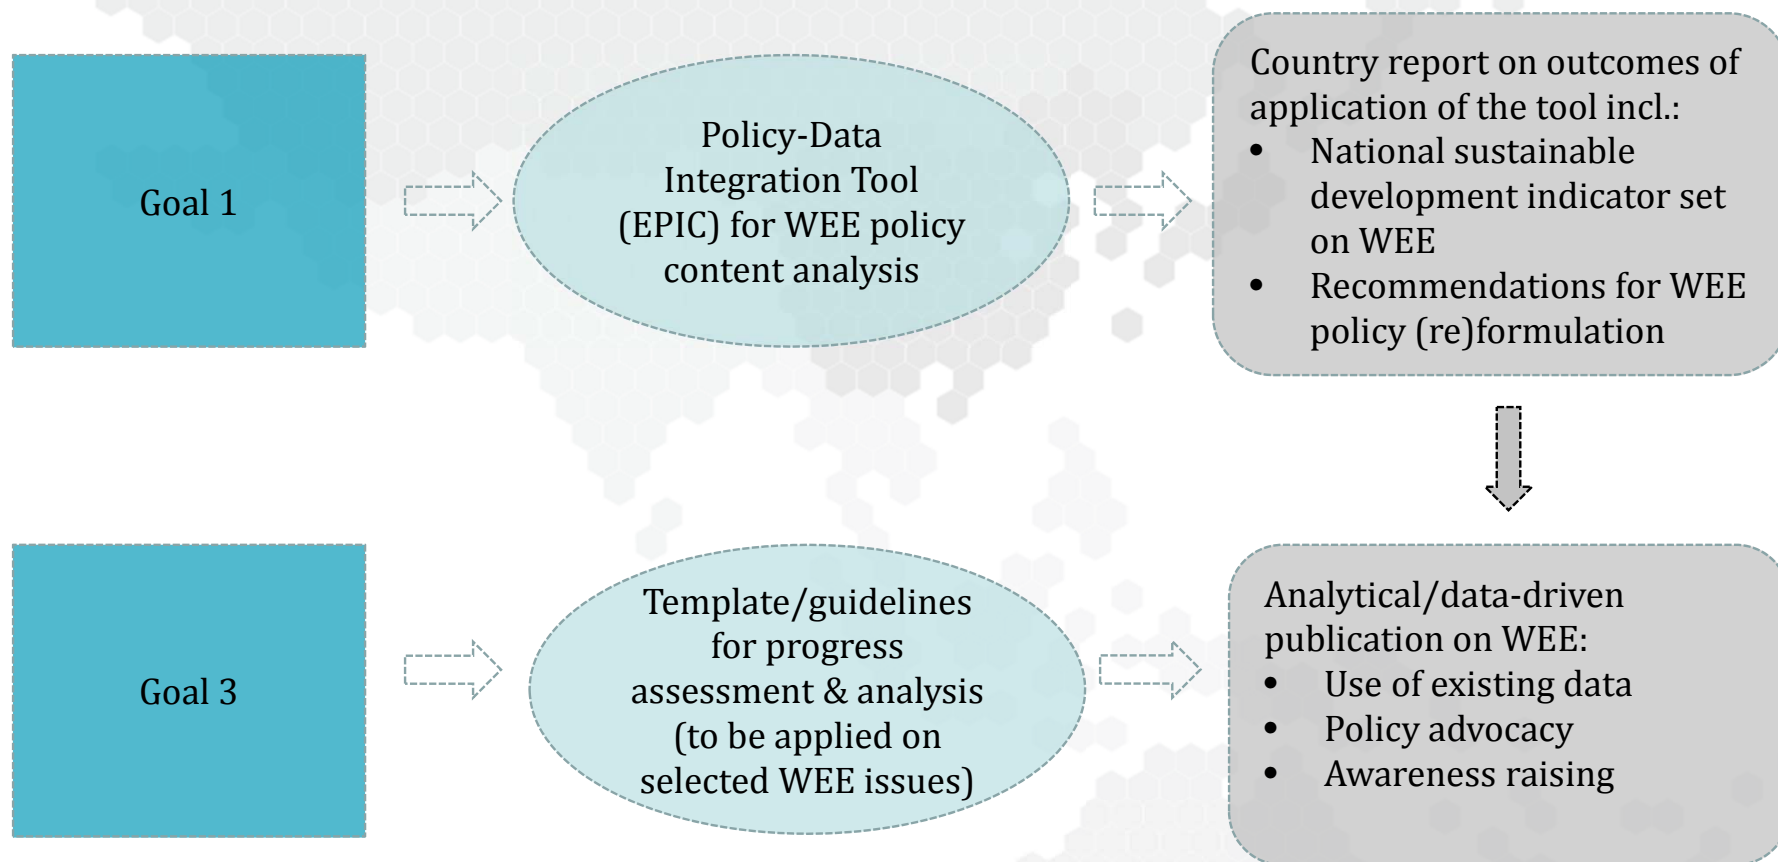 Goal 1
Policy-Data
Integration Tool
(EPIC) for WEE policy
content analysis
Country report on outcomes of
application of the tool incl.:
• National sustainable
development indicator set
on WEE
• Recommendations for WEE
policy (re)formulation
Goal 3
Template/guidelines
for progress
assessment & analysis
(to be applied on
selected WEE issues)
Analytical/data-driven
publication on WEE:
• Use of existing data
• Policy advocacy
• Awareness raising